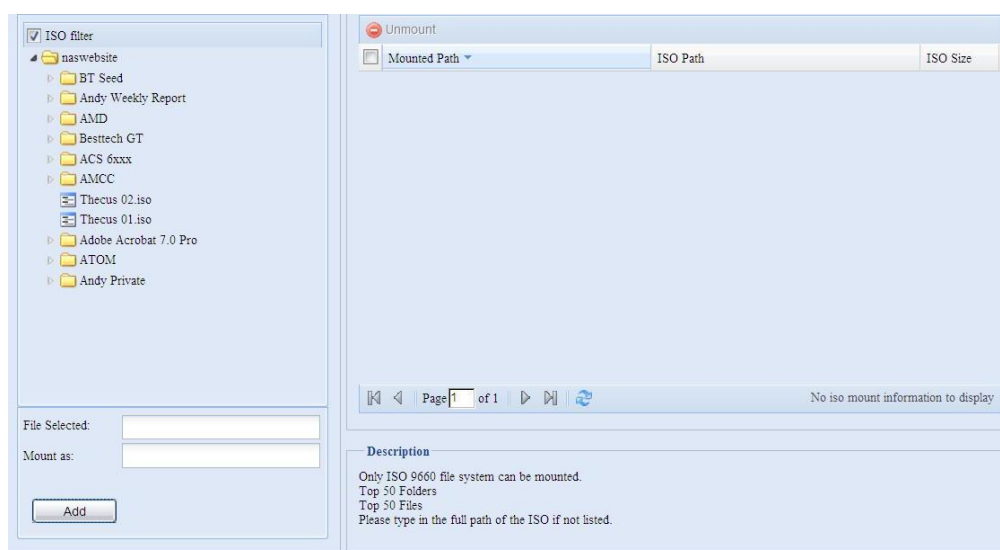 ISO filter
naswebsite
BT Seed
Andy Weekly Report
AMD
Besttech GT
ACS 6xxx
AMCC
Thecus 02.iso
Thecus 01.iso
Adobe Acrobat 7.0 Pro
ATOM
Andy Private
File Selected:
Mount as:
Add
Unmount
Mounted Path ISO Path ISO Size
Page 1 of 1 No iso mount information to display
Description
Only ISO 9660 file system can be mounted.
Top 50 Folders
Top 50 Files
Please type in the full path of the ISO if not listed.